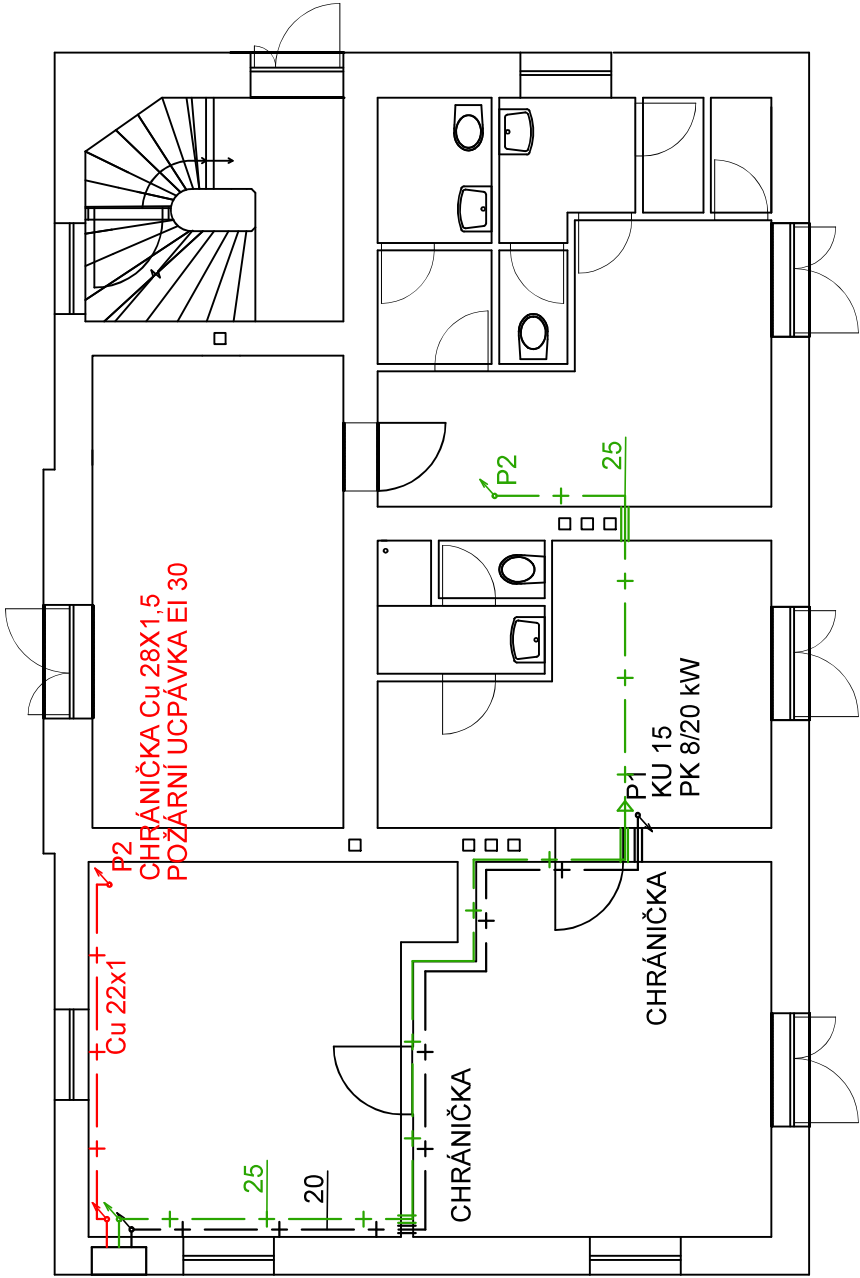 P2
25
P2
CHRÁNIČKA Cu 28X1,5
POŽÁRNÍ UCPÁVKA EI 30
Cu 22x1
P1
KU 15
PK 8/20 kW
CHRÁNIČKA
CHRÁNIČKA
25
20